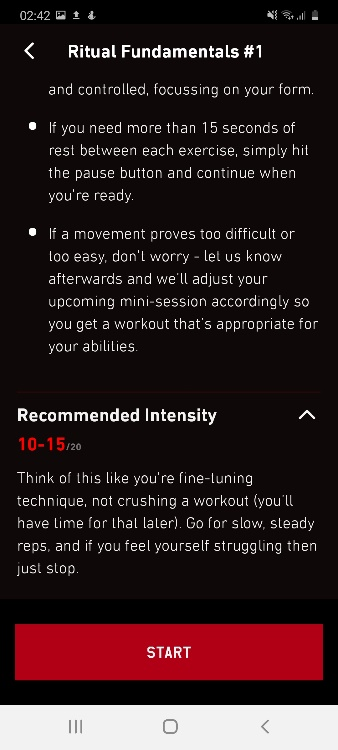 02:42
Ritual Fundamentals #1
and controlled, focussing on your form.
If you need more than 15 seconds of
rest between each exercise, simply hit
the pause button and continue when
you're ready.
If a movement proves too difficult or
too easy, don't worry - let us know
afterwards and we'll adjust your
upcoming mini-session accordingly so
you get a workout that's appropriate for
your abilities.
Recommended Intensity
10-15/20
Think of this like you're fine-tuning
technique, not crushing a workout (you'll
have time for that later). Go for slow, steady
reps, and if you feel yourself struggling then
just stop.
START